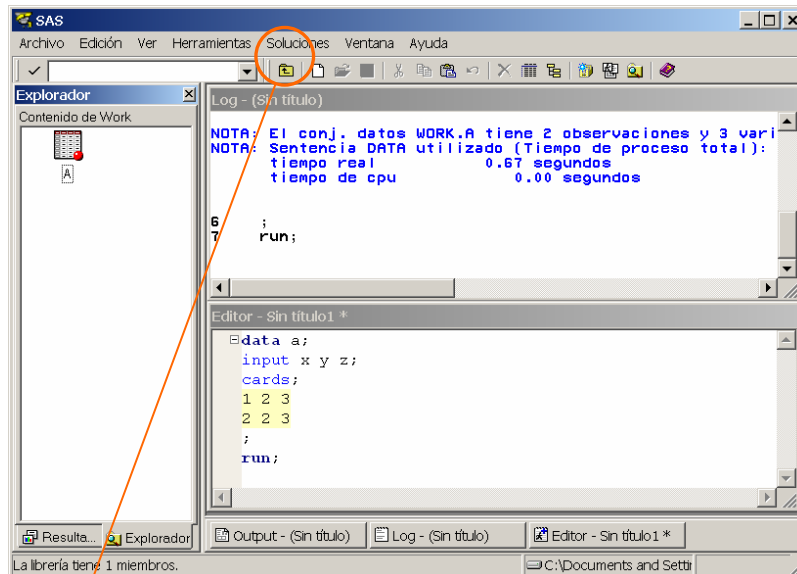 SAS
Archivo Edición Ver Herramientas Soluciones Ventana Ayuda
Explorador
Contenido de Work
A
Log - (Sin título)
NOTA: El conj. datos WORK.A tiene 2 observaciones y 3 vari
NOTA: Sentencia DATA utilizado (Tiempo de proceso total):
tiempo real 0.67 segundos
tiempo de cpu 0.00 segundos
6 ;
7 run;
Editor - Sin título1 *
data a;
input x y z;
cards;
1 2 3
2 2 3
;
run;
Resulta... Explorador
Output - (Sin título) Log - (Sin título) Editor - Sin título1 *
La librería tiene 1 miembros. C:\Documents and Settir